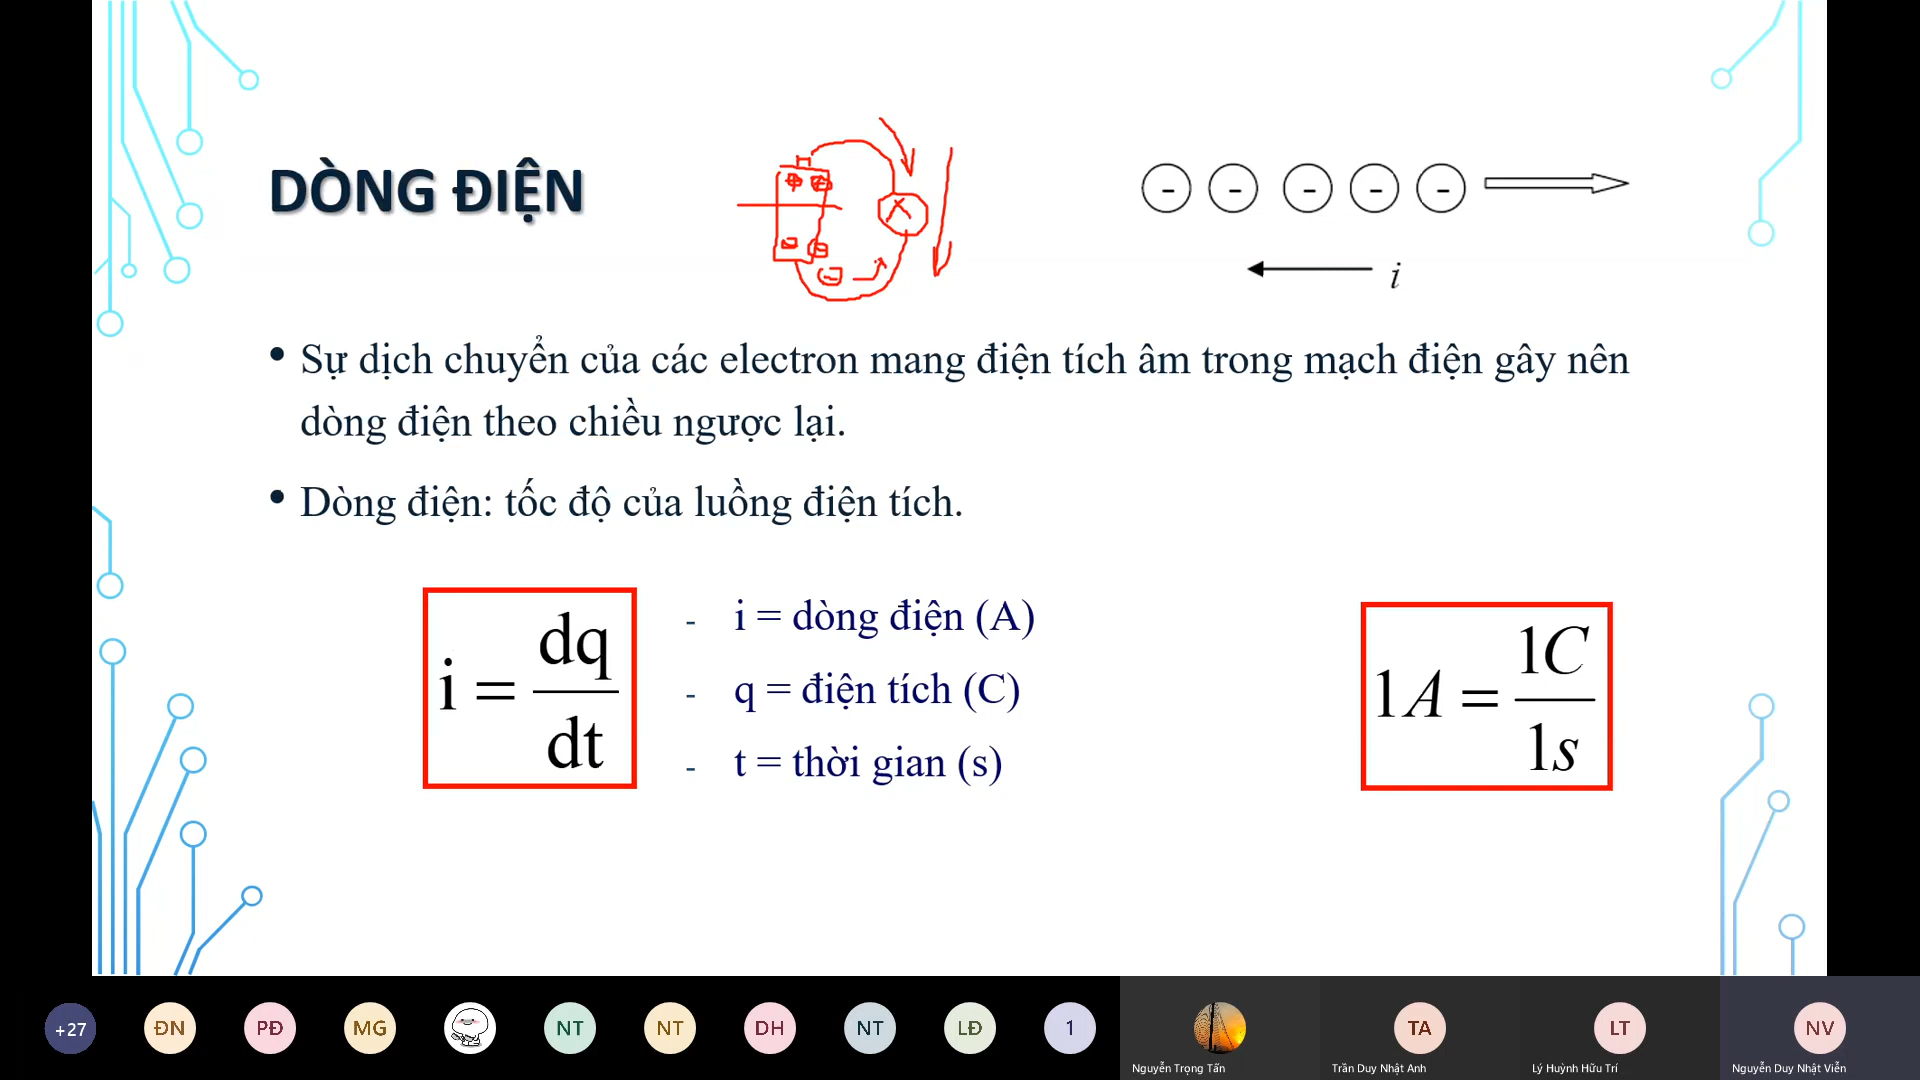 DÒNG ĐIỆN
- - - - -
i
• Sự dịch chuyển của các electron mang điện tích âm trong mạch điện gây nên
dòng điện theo chiều ngược lại.
• Dòng điện: tốc độ của luồng điện tích.
i = dq/dt
- i = dòng điện (A)
- q = điện tích (C)
- t = thời gian (s)
1A = 1C/1s
+27
ĐN
PĐ
MG
NT
NT
DH
NT
LĐ
1
Nguyễn Trọng Tấn
TA
Trần Duy Nhật Anh
LT
Lý Huỳnh Hữu Trí
NV
Nguyễn Duy Nhật Viễn